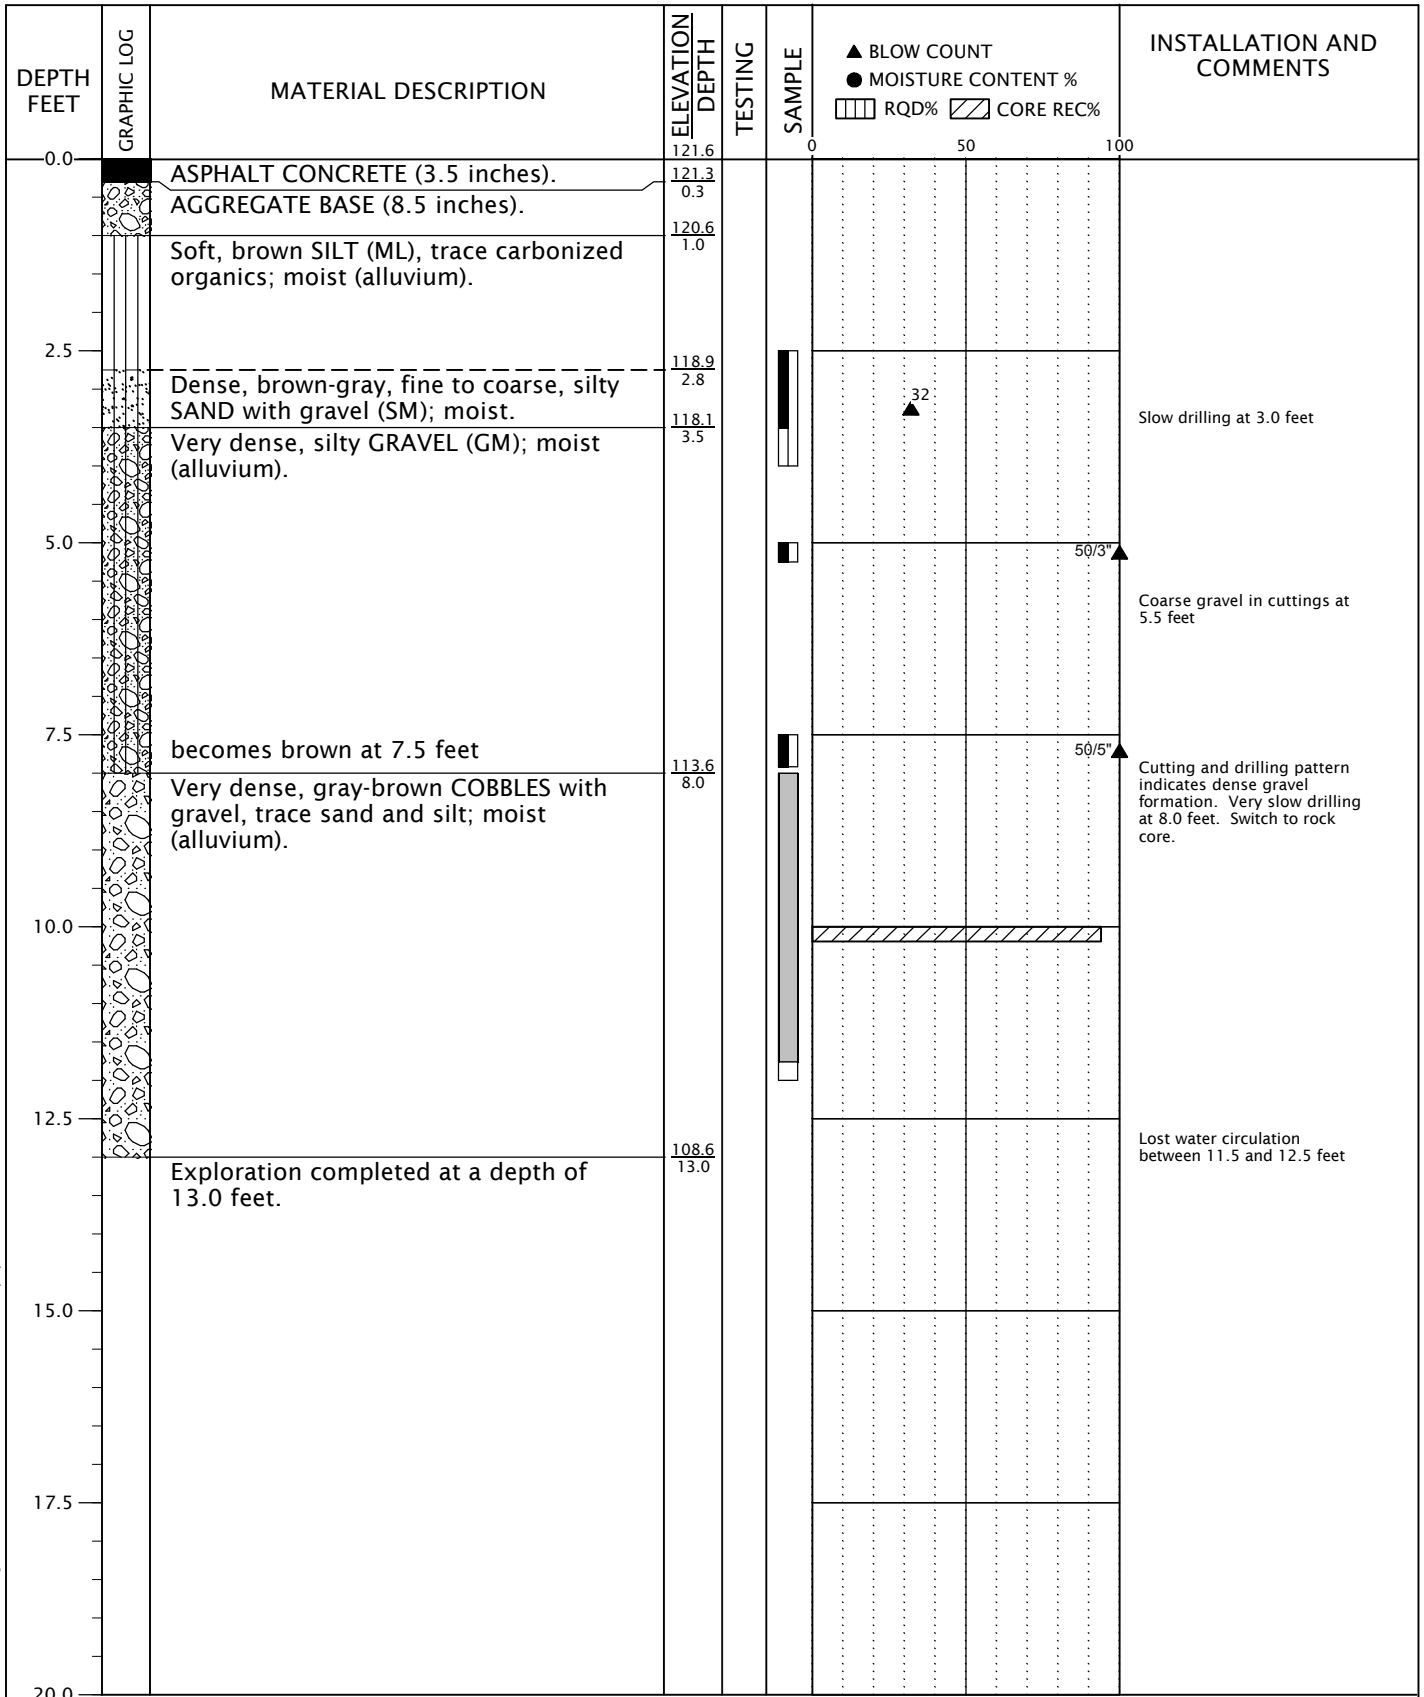 DEPTH
FEET
GRAPHIC LOG
MATERIAL DESCRIPTION
ELEVATION
DEPTH
TESTING
SAMPLE
▲ BLOW COUNT
● MOISTURE CONTENT %
RQD% CORE REC%
INSTALLATION AND
COMMENTS
0 50 100
0.0
121.6
ASPHALT CONCRETE (3.5 inches).
121.3
0.3
AGGREGATE BASE (8.5 inches).
120.6
1.0
Soft, brown SILT (ML), trace carbonized
organics; moist (alluvium).
2.5
118.9
2.8
Dense, brown-gray, fine to coarse, silty
SAND with gravel (SM); moist.
32
Slow drilling at 3.0 feet
118.1
3.5
Very dense, silty GRAVEL (GM); moist
(alluvium).
5.0
50/3"
Coarse gravel in cuttings at
5.5 feet
7.5
becomes brown at 7.5 feet
50/5"
113.6
8.0
Very dense, gray-brown COBBLES with
gravel, trace sand and silt; moist
(alluvium).
Cutting and drilling pattern
indicates dense gravel
formation. Very slow drilling
at 8.0 feet. Switch to rock
core.
10.0
12.5
Lost water circulation
between 11.5 and 12.5 feet
108.6
13.0
Exploration completed at a depth of
13.0 feet.
15.0
17.5
20.0